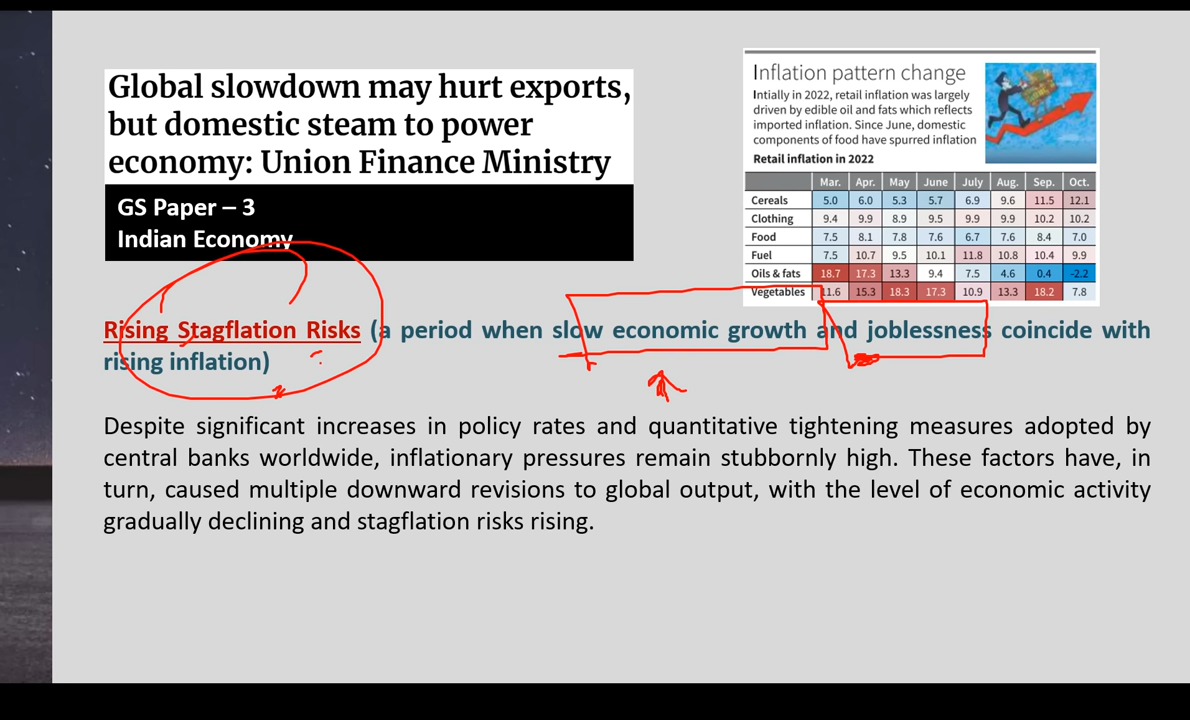 Global slowdown may hurt exports,
but domestic steam to power
economy: Union Finance Ministry
GS Paper – 3
Indian Economy
Inflation pattern change
Intially in 2022, retail inflation was largely
driven by edible oil and fats which reflects
imported inflation. Since June, domestic
components of food have spurred inflation
Retail inflation in 2022
Mar. Apr. May June July Aug. Sep. Oct.
Cereals 5.0 6.0 5.3 5.7 6.9 9.6 11.5 12.1
Clothing 9.4 9.9 8.9 9.5 9.9 9.9 10.2 10.2
Food 7.5 8.1 7.8 7.6 6.7 7.6 8.4 7.0
Fuel 7.5 10.7 9.5 10.1 11.8 10.8 10.4 9.9
Oils & fats 18.7 17.3 13.3 9.4 7.5 4.6 0.4 -2.2
Vegetables 11.6 15.3 18.3 17.3 10.9 13.3 18.2 7.8
Rising Stagflation Risks (a period when slow economic growth and joblessness coincide with
rising inflation)
Despite significant increases in policy rates and quantitative tightening measures adopted by
central banks worldwide, inflationary pressures remain stubbornly high. These factors have, in
turn, caused multiple downward revisions to global output, with the level of economic activity
gradually declining and stagflation risks rising.